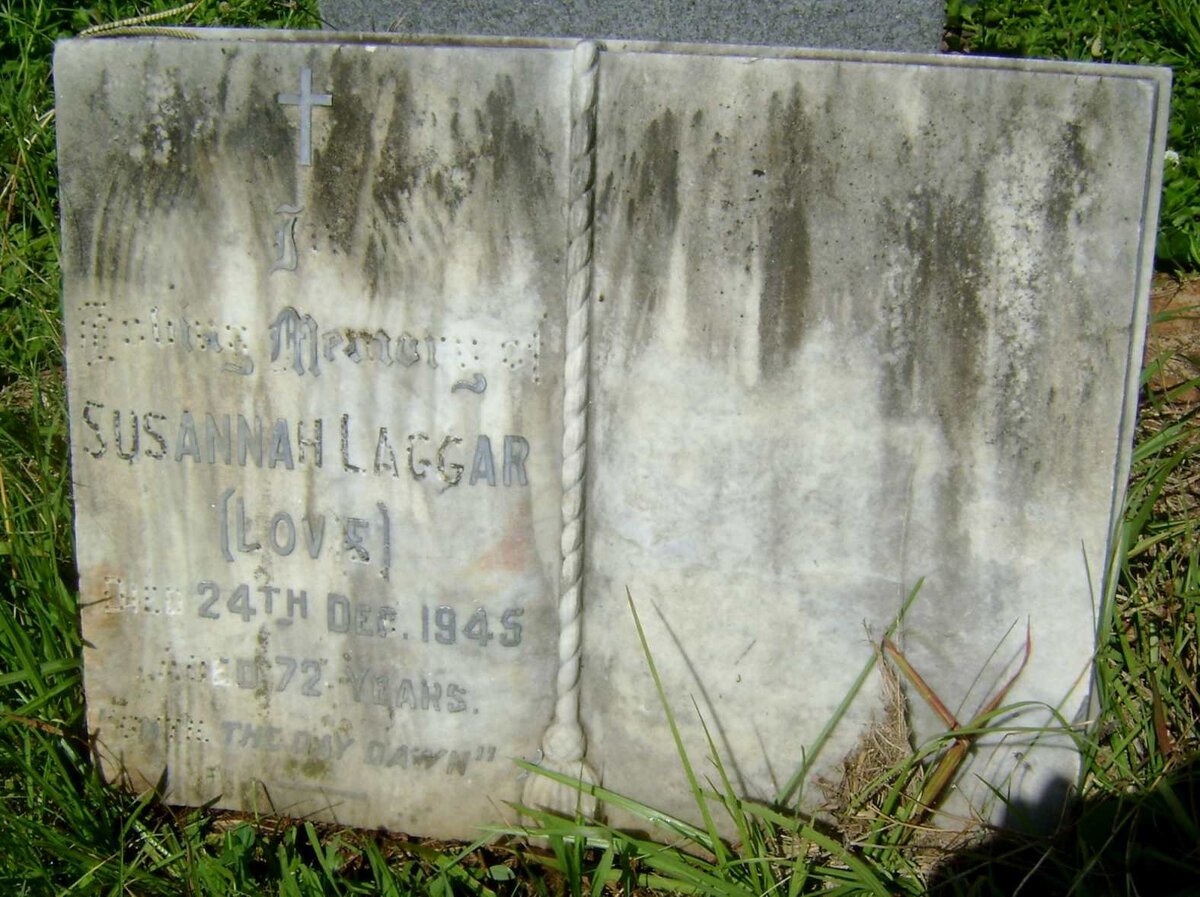 In
Loving Memory of
SUSANNAH LAGGAR
(LOVE)
DIED 24TH DEC. 1945
AGED 72 YEARS.
"UNTIL THE DAY DAWN"